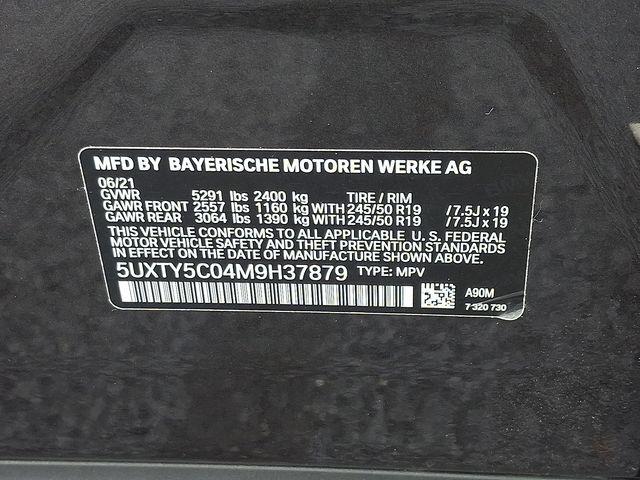 MFD BY BAYERISCHE MOTOREN WERKE AG
06/21
GVWR 5291 lbs 2400 kg TIRE / RIM
GAWR FRONT 2557 lbs 1160 kg WITH 245/50 R19 / 7.5J x 19
GAWR REAR 3064 lbs 1390 kg WITH 245/50 R19 / 7.5J x 19
THIS VEHICLE CONFORMS TO ALL APPLICABLE U. S. FEDERAL
MOTOR VEHICLE SAFETY AND THEFT PREVENTION STANDARDS
IN EFFECT ON THE DATE OF MANUFACTURE SHOWN ABOVE.
5UXTY5C04M9H37879 TYPE: MPV
A90M
7 320 730